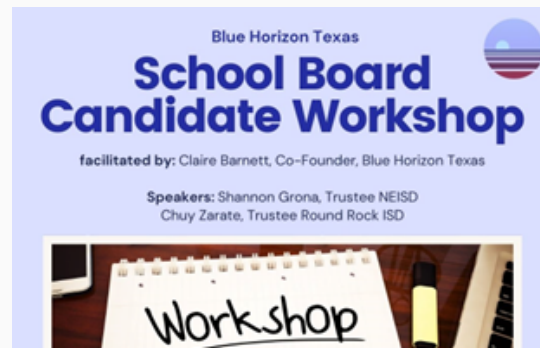 Blue Horizon Texas
School Board
Candidate Workshop
facilitated by: Claire Barnett, Co-Founder, Blue Horizon Texas
Speakers: Shannon Grona, Trustee NEISD
Chuy Zarate, Trustee Round Rock ISD
Workshop